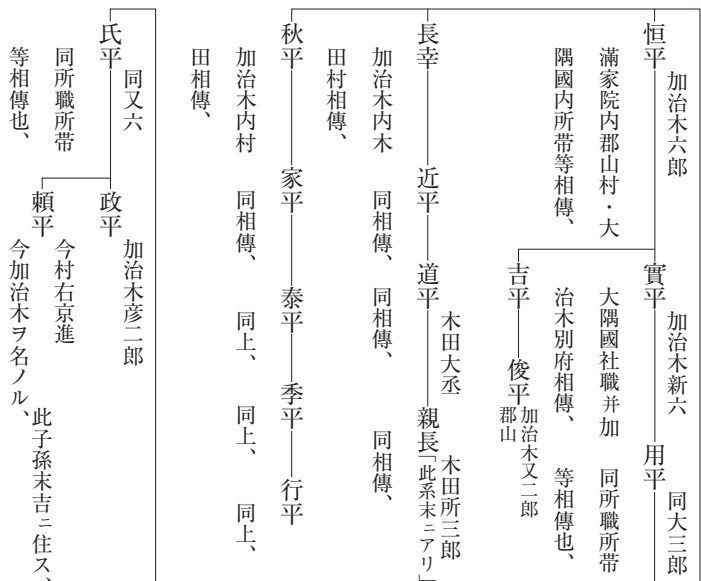 恒平 加治木六郎
滿家院内郡山村・大
隅國内所帯等相傳、
實平 加治木新六
大隅國社職并加
治木別府相傳、
用平 同大三郎
同所職所帯
等相傳也、
吉平
俊平 加治木又二郎
郡山
長幸
加治木内木
田村相傳、
近平
同相傳、
道平 木田大丞
同相傳、
親長 木田所三郎
「此系末ニアリ」
同相傳、
秋平
加治木内村
田相傳、
家平
同相傳、
泰平
同上、
季平
同上、
行平
同上、
氏平 同又六
同所職所帯
等相傳也、
政平 加治木彦二郎
頼平 今村右京進
今加治木ヲ名ノル、
此子孫末吉ニ住ス、